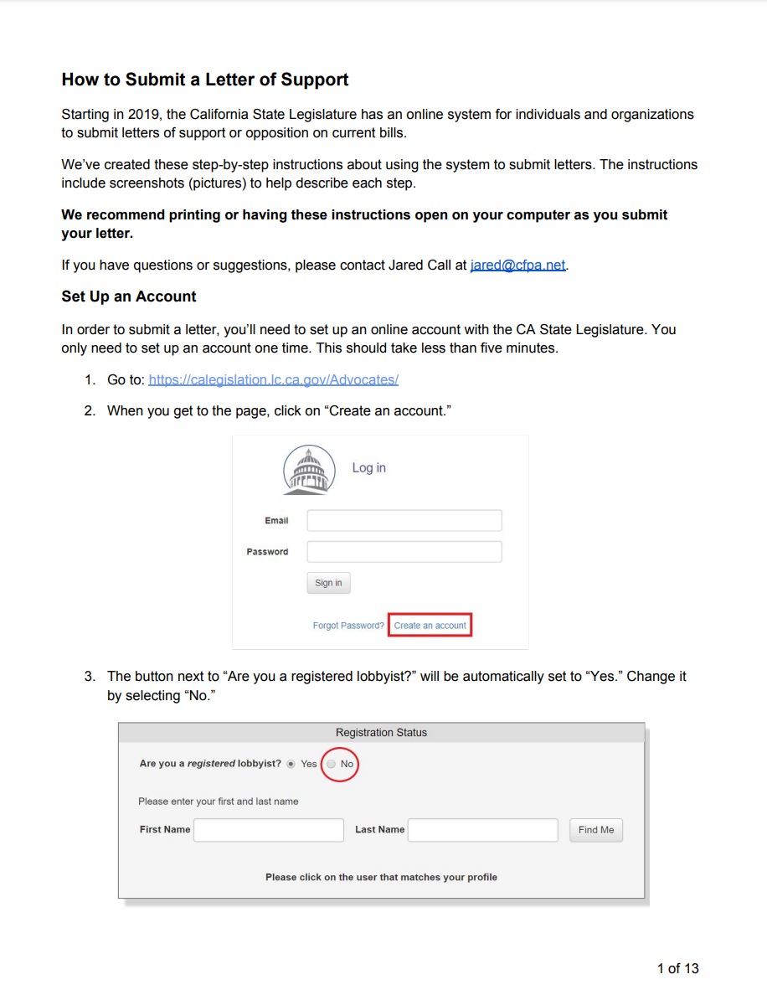 How to Submit a Letter of Support
Starting in 2019, the California State Legislature has an online system for individuals and organizations
to submit letters of support or opposition on current bills.
We’ve created these step-by-step instructions about using the system to submit letters. The instructions
include screenshots (pictures) to help describe each step.
We recommend printing or having these instructions open on your computer as you submit
your letter.
If you have questions or suggestions, please contact Jared Call at jared@cfpa.net.
Set Up an Account
In order to submit a letter, you’ll need to set up an online account with the CA State Legislature. You
only need to set up an account one time. This should take less than five minutes.
1. Go to: https://calegislation.lc.ca.gov/Advocates/
2. When you get to the page, click on “Create an account.”
Log in
Email
Password
Sign in
Forgot Password? Create an account
3. The button next to “Are you a registered lobbyist?” will be automatically set to “Yes.” Change it
by selecting “No.”
Registration Status
Are you a registered lobbyist? Yes No
Please enter your first and last name
First Name Last Name Find Me
Please click on the user that matches your profile
1 of 13